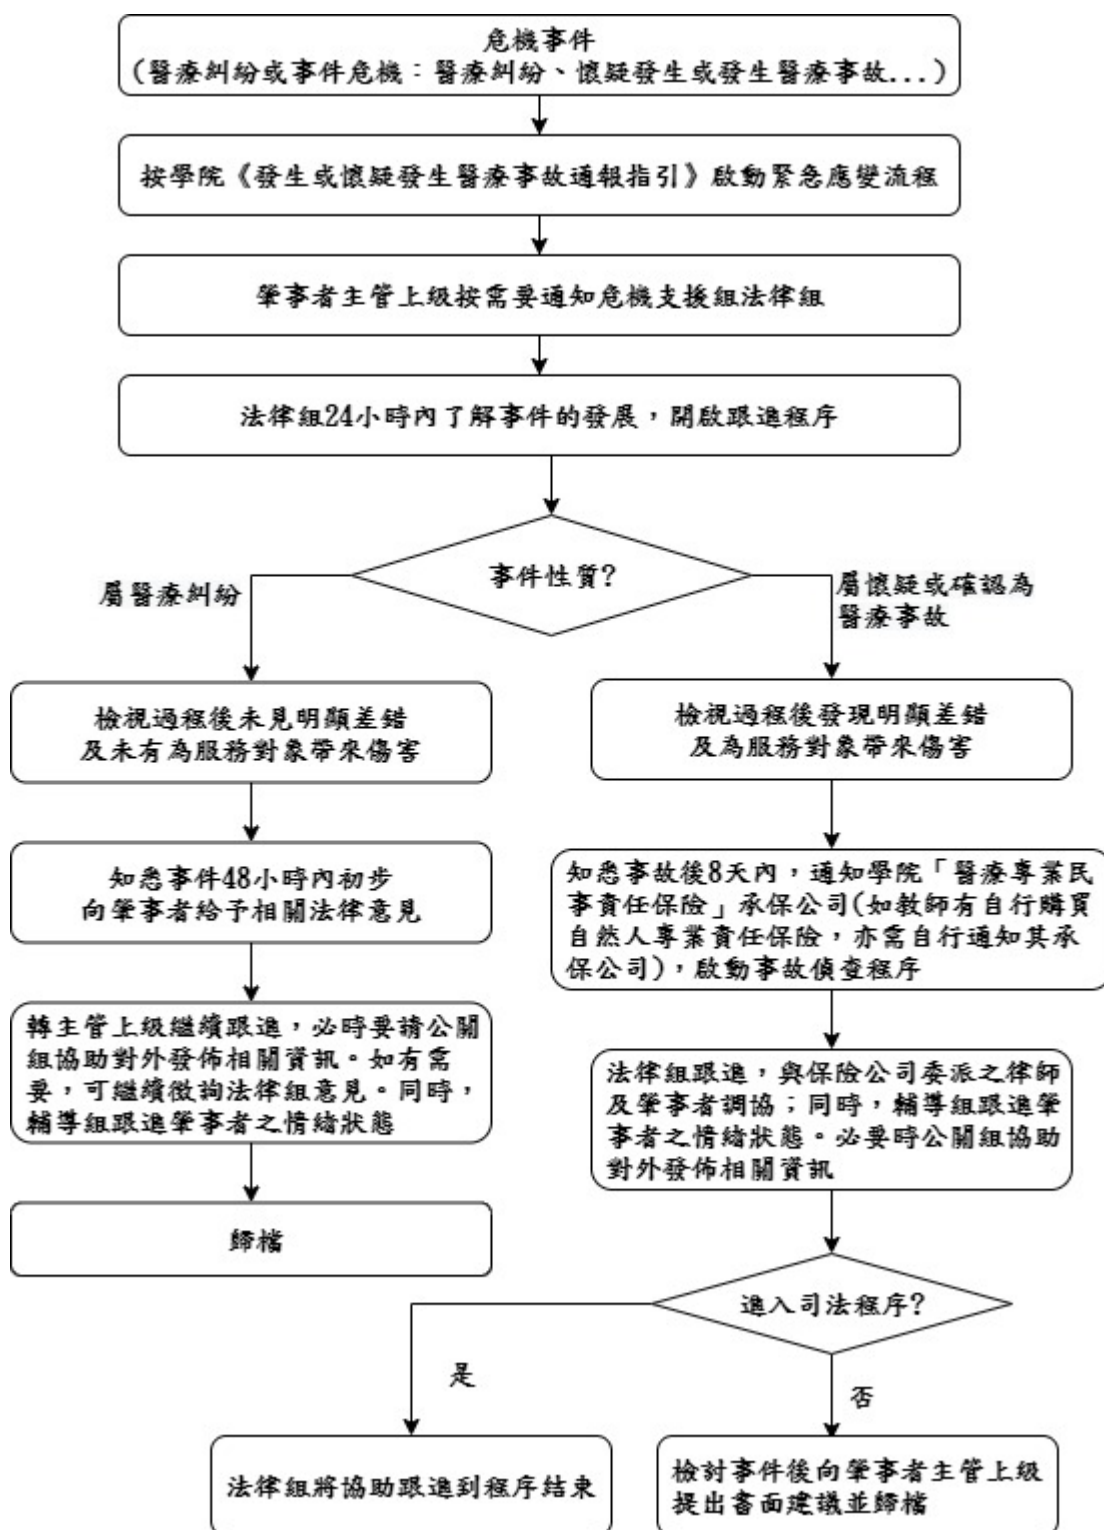 危機事件
(醫療糾紛或事件危機：醫療糾紛、懷疑發生或發生醫療事故...)
按學院《發生或懷疑發生醫療事故通報指引》啟動緊急應變流程
肇事者主管上級按需要通知危機支援組法律組
法律組24小時內了解事件的發展，開啟跟進程序
事件性質?
屬醫療糾紛
屬懷疑或確認為
醫療事故
檢視過程後未見明顯差錯
及未有為服務對象帶來傷害
檢視過程後發現明顯差錯
及為服務對象帶來傷害
知悉事件48小時內初步
向肇事者給予相關法律意見
知悉事故後8天內，通知學院「醫療專業民
事責任保險」承保公司(如教師有自行購買
自然人專業責任保險，亦需自行通知其承
保公司)，啟動事故偵查程序
轉主管上級繼續跟進，必時要請公關
組協助對外發佈相關資訊。如有需
要，可繼續徵詢法律組意見。同時，
輔導組跟進肇事者之情緒狀態
法律組跟進，與保險公司委派之律師
及肇事者調協；同時，輔導組跟進肇
事者之情緒狀態。必要時公關組協助
對外發佈相關資訊
歸檔
進入司法程序?
是
否
法律組將協助跟進到程序結束
檢討事件後向肇事者主管上級
提出書面建議並歸檔